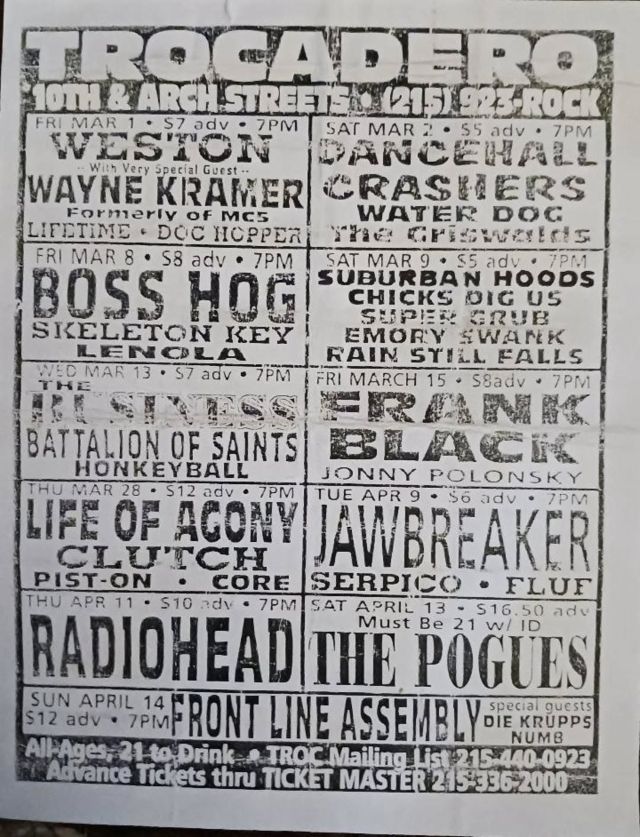 TROCADERO
10TH & ARCH STREETS • (215) 923-ROCK
FRI MAR 1 • $7 adv • 7PM
WESTON
-- With Very Special Guest --
WAYNE KRAMER
Formerly of MC5
LIFETIME • DOC HOPPER
SAT MAR 2 • $5 adv • 7PM
DANCEHALL
CRASHERS
WATER DOG
The Griswalds
FRI MAR 8 • $8 adv • 7PM
BOSS HOG
SKELETON KEY
LENOLA
SAT MAR 9 • $5 adv • 7PM
SUBURBAN HOODS
CHICKS DIG US
SUPER GRUB
EMORY SWANK
RAIN STILL FALLS
WED MAR 13 • $7 adv • 7PM
THE
BUSINESS
BATTALION OF SAINTS
HONKEYBALL
FRI MARCH 15 • $8adv • 7PM
FRANK
BLACK
JONNY POLONSKY
THU MAR 28 • $12 adv • 7PM
LIFE OF AGONY
CLUTCH
PIST-ON • CORE
TUE APR 9 • $6 adv • 7PM
JAWBREAKER
SERPICO • FLUF
THU APR 11 • $10 adv • 7PM
RADIOHEAD
SAT APRIL 13 • $16.50 adv
Must Be 21 w/ ID
THE POGUES
SUN APRIL 14
$12 adv • 7PM
FRONT LINE ASSEMBLY
special guests
DIE KRUPPS
NUMB
All Ages, 21 to Drink • TROC Mailing List 215-440-0923
Advance Tickets thru TICKET MASTER 215-336-2000